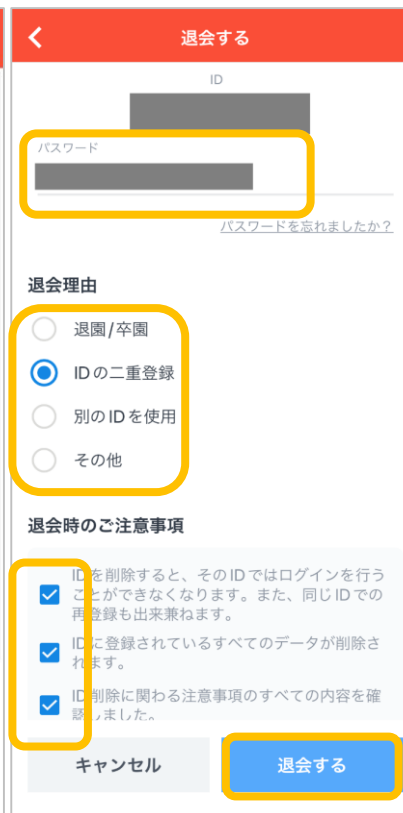 退会する
ID
パスワード
パスワードを忘れましたか？
退会理由
退園/卒園
IDの二重登録
別のIDを使用
その他
退会時のご注意事項
IDを削除すると、そのIDではログインを行う
ことができなくなります。また、同じIDでの
再登録も出来兼ねます。
IDに登録されているすべてのデータが削除さ
れます。
ID削除に関わる注意事項のすべての内容を確
認しました。
キャンセル
退会する